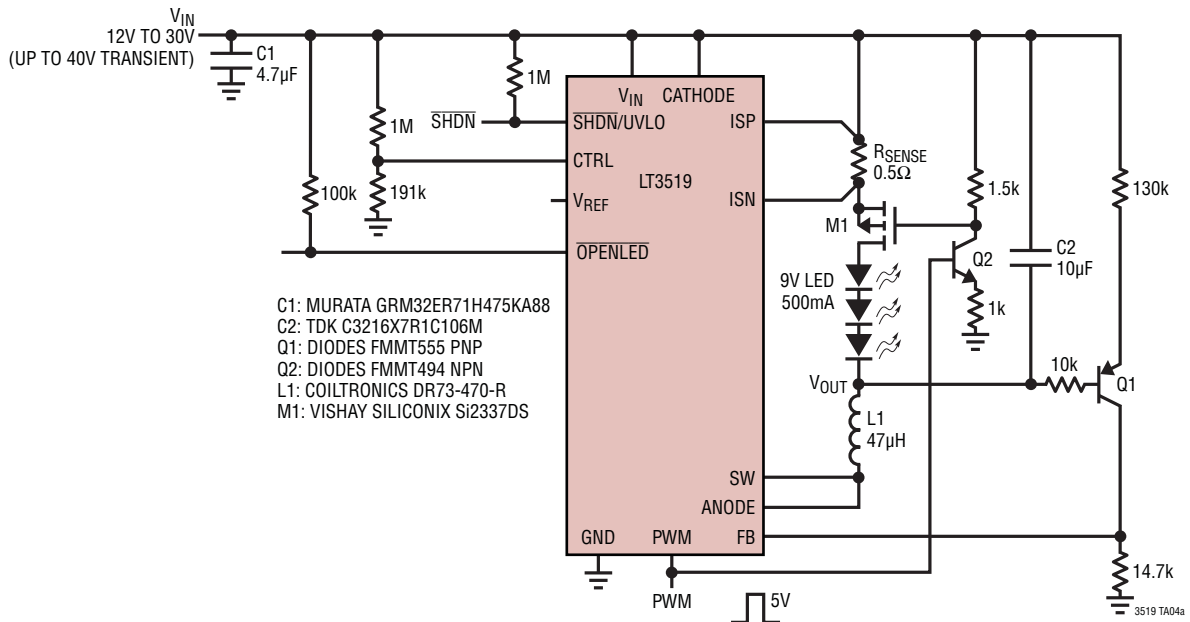 VIN
12V TO 30V
(UP TO 40V TRANSIENT)
C1
4.7µF
1M
SHDN
1M
191k
100k
VIN
CATHODE
SHDN/UVLO
CTRL
VREF
OPENLED
LT3519
ISP
ISN
SW
ANODE
FB
GND
PWM
RSENSE
0.5Ω
M1
1.5k
130k
Q2
C2
10µF
1k
9V LED
500mA
VOUT
10k
Q1
L1
47µH
C1: MURATA GRM32ER71H475KA88
C2: TDK C3216X7R1C106M
Q1: DIODES FMMT555 PNP
Q2: DIODES FMMT494 NPN
L1: COILTRONICS DR73-470-R
M1: VISHAY SILICONIX Si2337DS
PWM
5V
14.7k
3519 TA04a